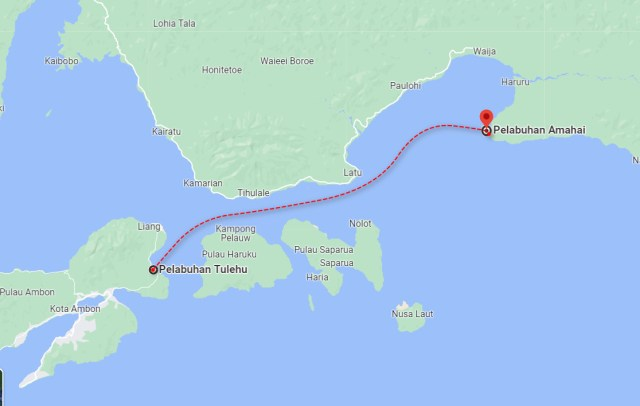 Lohia Tala
Waija
Kaibobo
Waieei Boroe
Honitetoe
Haruru
Paulohi
Kairatu
Pelabuhan Amahai
Latu
Kamarian
Tihulale
Liang
Kampong
Pelauw
Nolot
Pulau Haruku
Pulau Saparua
Saparua
Pelabuhan Tulehu
Haria
Pulau Ambon
Kota Ambon
Nusa Laut